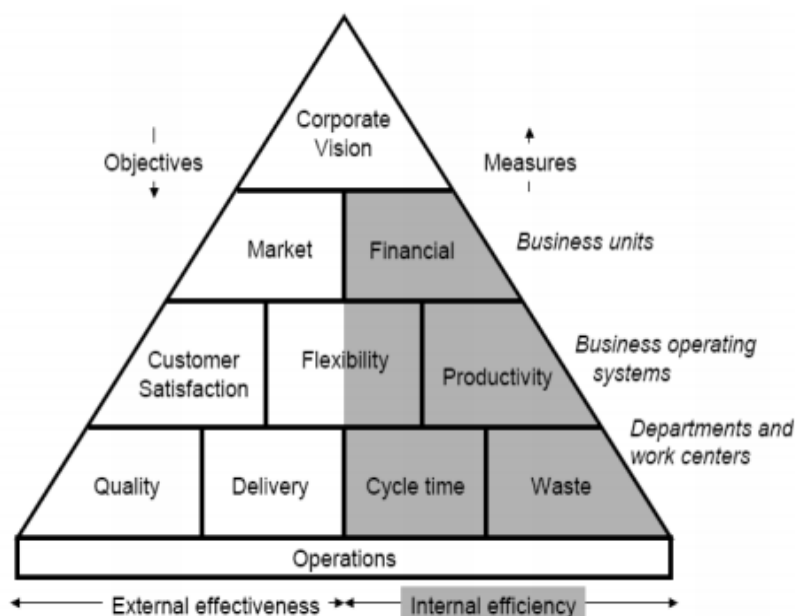 Corporate
Vision
Objectives
Measures
Market
Financial
Business units
Customer
Satisfaction
Flexibility
Productivity
Business operating
systems
Quality
Delivery
Cycle time
Waste
Departments and
work centers
Operations
External effectiveness
Internal efficiency